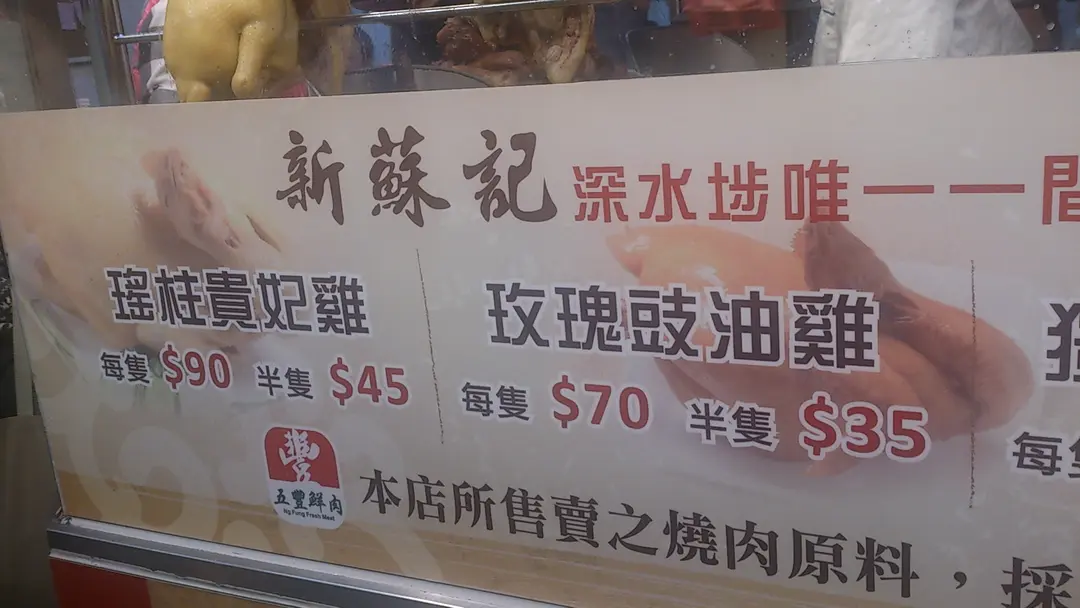 新蘇記 深水埗唯一一間
瑤柱貴妃雞
每隻 $90 半隻 $45
玫瑰豉油雞
每隻 $70 半隻 $35
每
五豐鮮肉
Ng Fung Fresh Meat
本店所售賣之燒肉原料，採